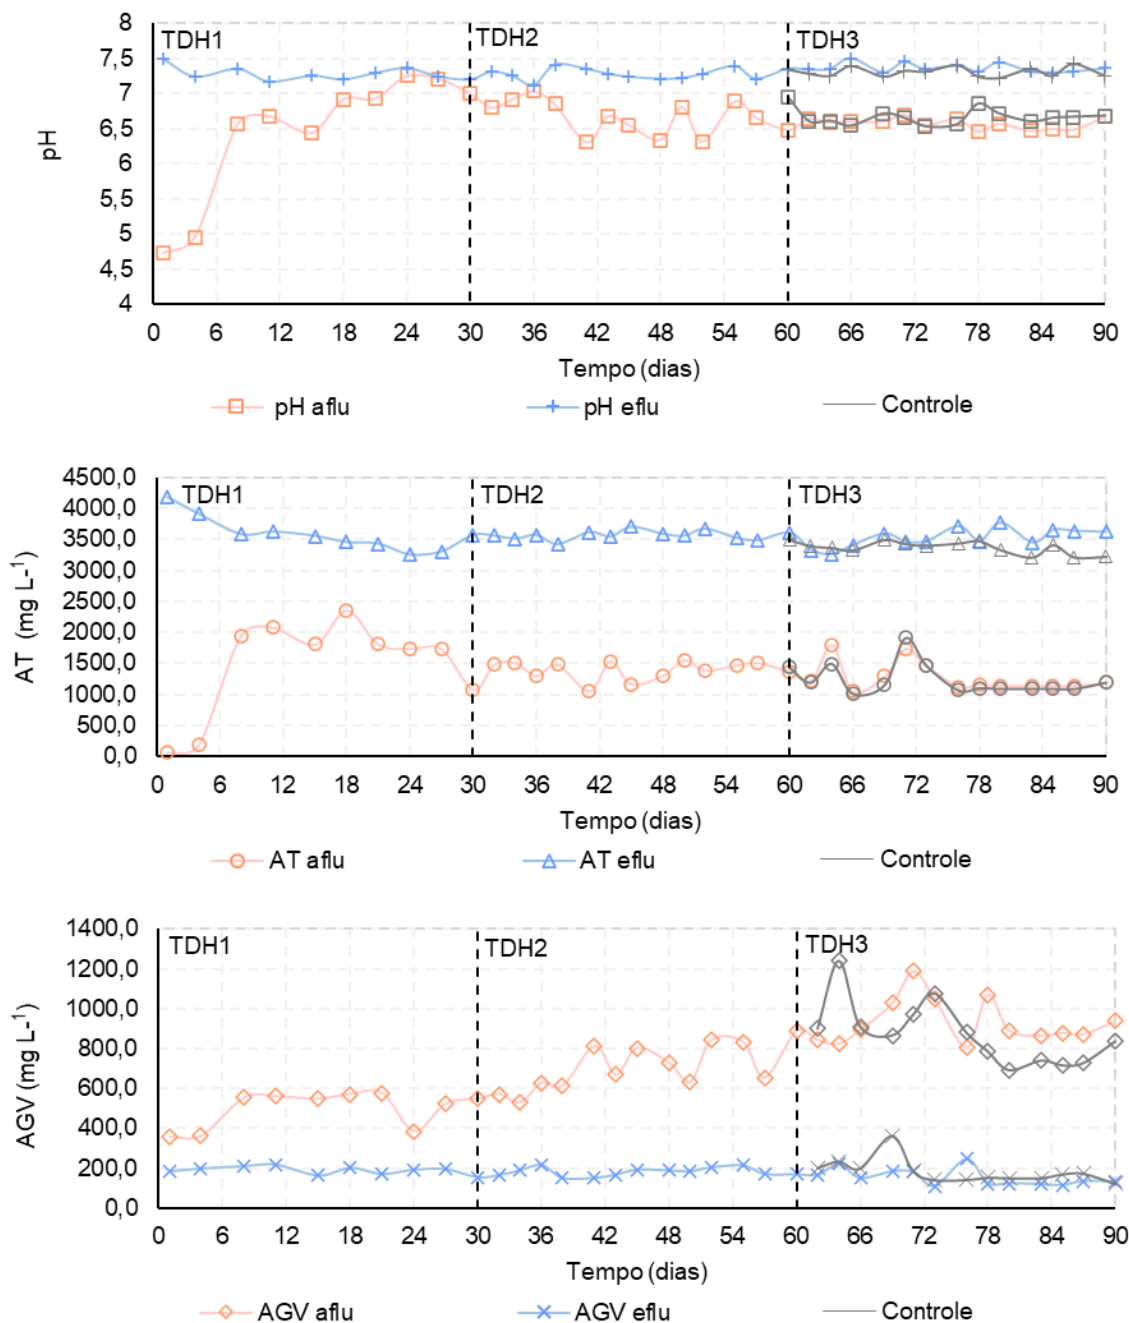 8
7,5
7
6,5
6
5,5
5
4,5
4
pH
TDH1 TDH2 TDH3
0 6 12 18 24 30 36 42 48 54 60 66 72 78 84 90
Tempo (dias)
pH aflu pH eflu Controle
4500,0
4000,0
3500,0
3000,0
2500,0
2000,0
1500,0
1000,0
500,0
0,0
AT (mg L-1)
TDH1 TDH2 TDH3
0 6 12 18 24 30 36 42 48 54 60 66 72 78 84 90
Tempo (dias)
AT aflu AT eflu Controle
1400,0
1200,0
1000,0
800,0
600,0
400,0
200,0
0,0
AGV (mg L-1)
TDH1 TDH2 TDH3
0 6 12 18 24 30 36 42 48 54 60 66 72 78 84 90
Tempo (dias)
AGV aflu AGV eflu Controle